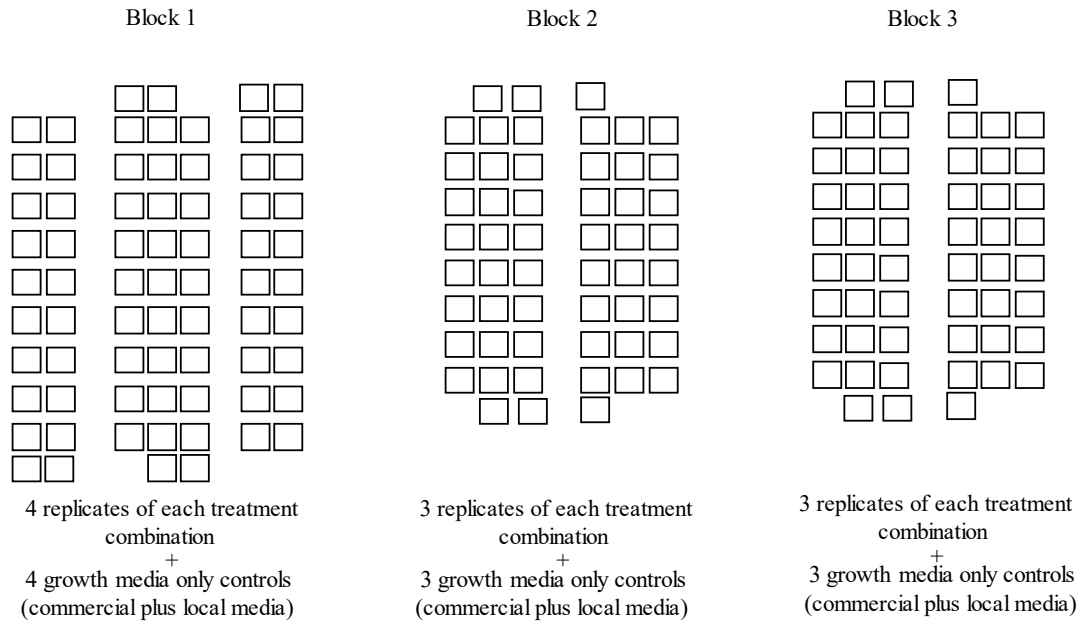 Block 1
Block 2
Block 3
4 replicates of each treatment
combination
+
4 growth media only controls
(commercial plus local media)
3 replicates of each treatment
combination
+
3 growth media only controls
(commercial plus local media)
3 replicates of each treatment
combination
+
3 growth media only controls
(commercial plus local media)